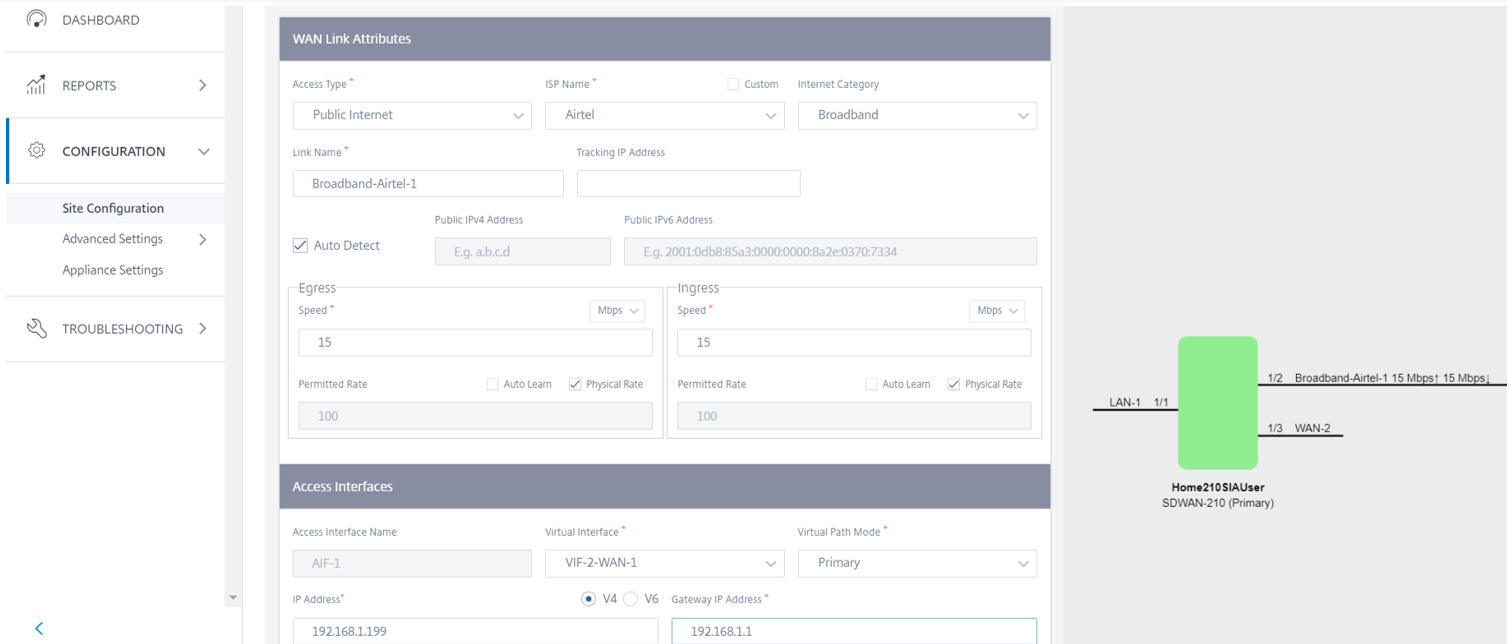 DASHBOARD
REPORTS
CONFIGURATION
Site Configuration
Advanced Settings
Appliance Settings
TROUBLESHOOTING
WAN Link Attributes
Access Type * ISP Name * Custom Internet Category
Public Internet Airtel Broadband
Link Name * Tracking IP Address
Broadband-Airtel-1
Public IPv4 Address Public IPv6 Address
Auto Detect E.g. a.b.c.d E.g. 2001:0db8:85a3:0000:0000:8a2e:0370:7334
Egress
Speed * Mbps
15
Permitted Rate Auto Learn Physical Rate
100
Ingress
Speed * Mbps
15
Permitted Rate Auto Learn Physical Rate
100
Access Interfaces
Access Interface Name Virtual Interface * Virtual Path Mode *
AIF-1 VIF-2-WAN-1 Primary
IP Address* V4 V6 Gateway IP Address *
192.168.1.199 192.168.1.1
1/2 Broadband-Airtel-1 15 Mbps↑ 15 Mbps↓
LAN-1 1/1
1/3 WAN-2
Home210SIAUser
SDWAN-210 (Primary)